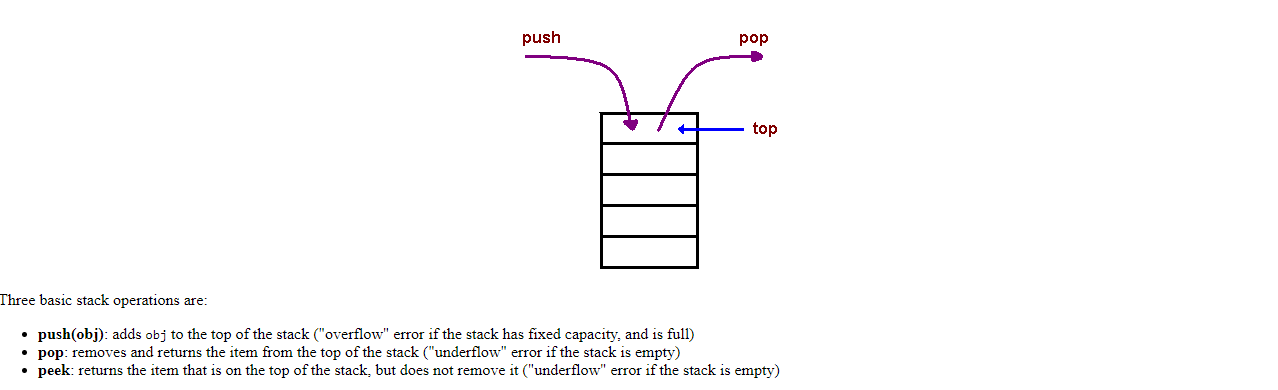 push pop
top
Three basic stack operations are:
• push(obj): adds obj to the top of the stack ("overflow" error if the stack has fixed capacity, and is full)
• pop: removes and returns the item from the top of the stack ("underflow" error if the stack is empty)
• peek: returns the item that is on the top of the stack, but does not remove it ("underflow" error if the stack is empty)